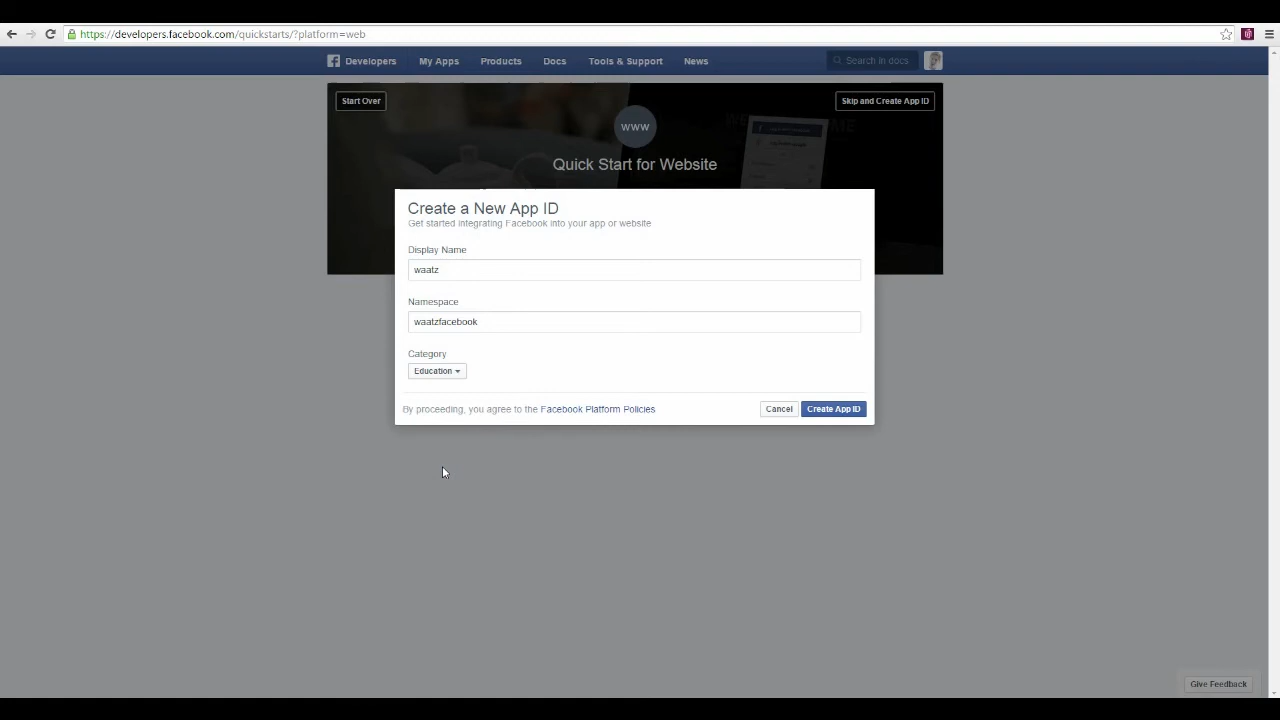 https://developers.facebook.com/quickstarts/?platform=web
Developers My Apps Products Docs Tools & Support News Search in docs
Start Over
Skip and Create App ID
WWW
Quick Start for Website
Create a New App ID
Get started integrating Facebook into your app or website
Display Name
waatz
Namespace
waatzfacebook
Category
Education
By proceeding, you agree to the Facebook Platform Policies
Cancel
Create App ID
Give Feedback